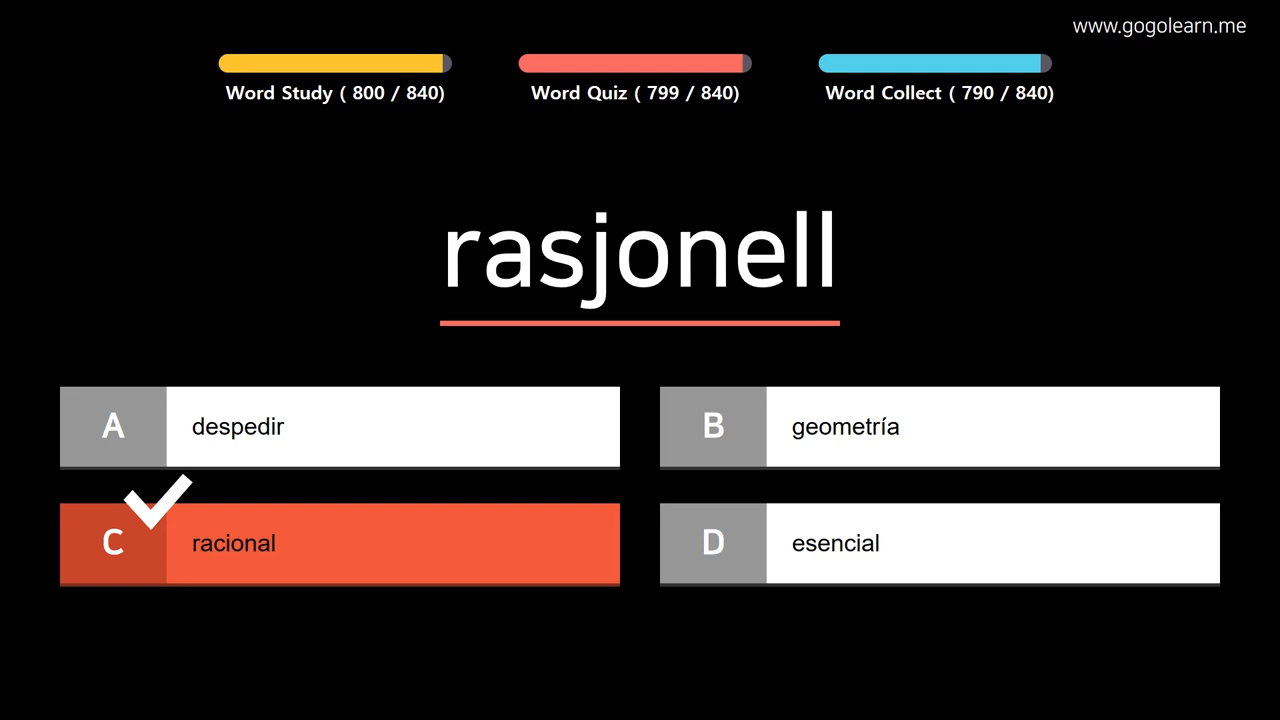 www.gogolearn.me
Word Study ( 800 / 840)
Word Quiz ( 799 / 840)
Word Collect ( 790 / 840)
rasjonell
A despedir
B geometría
C racional
D esencial